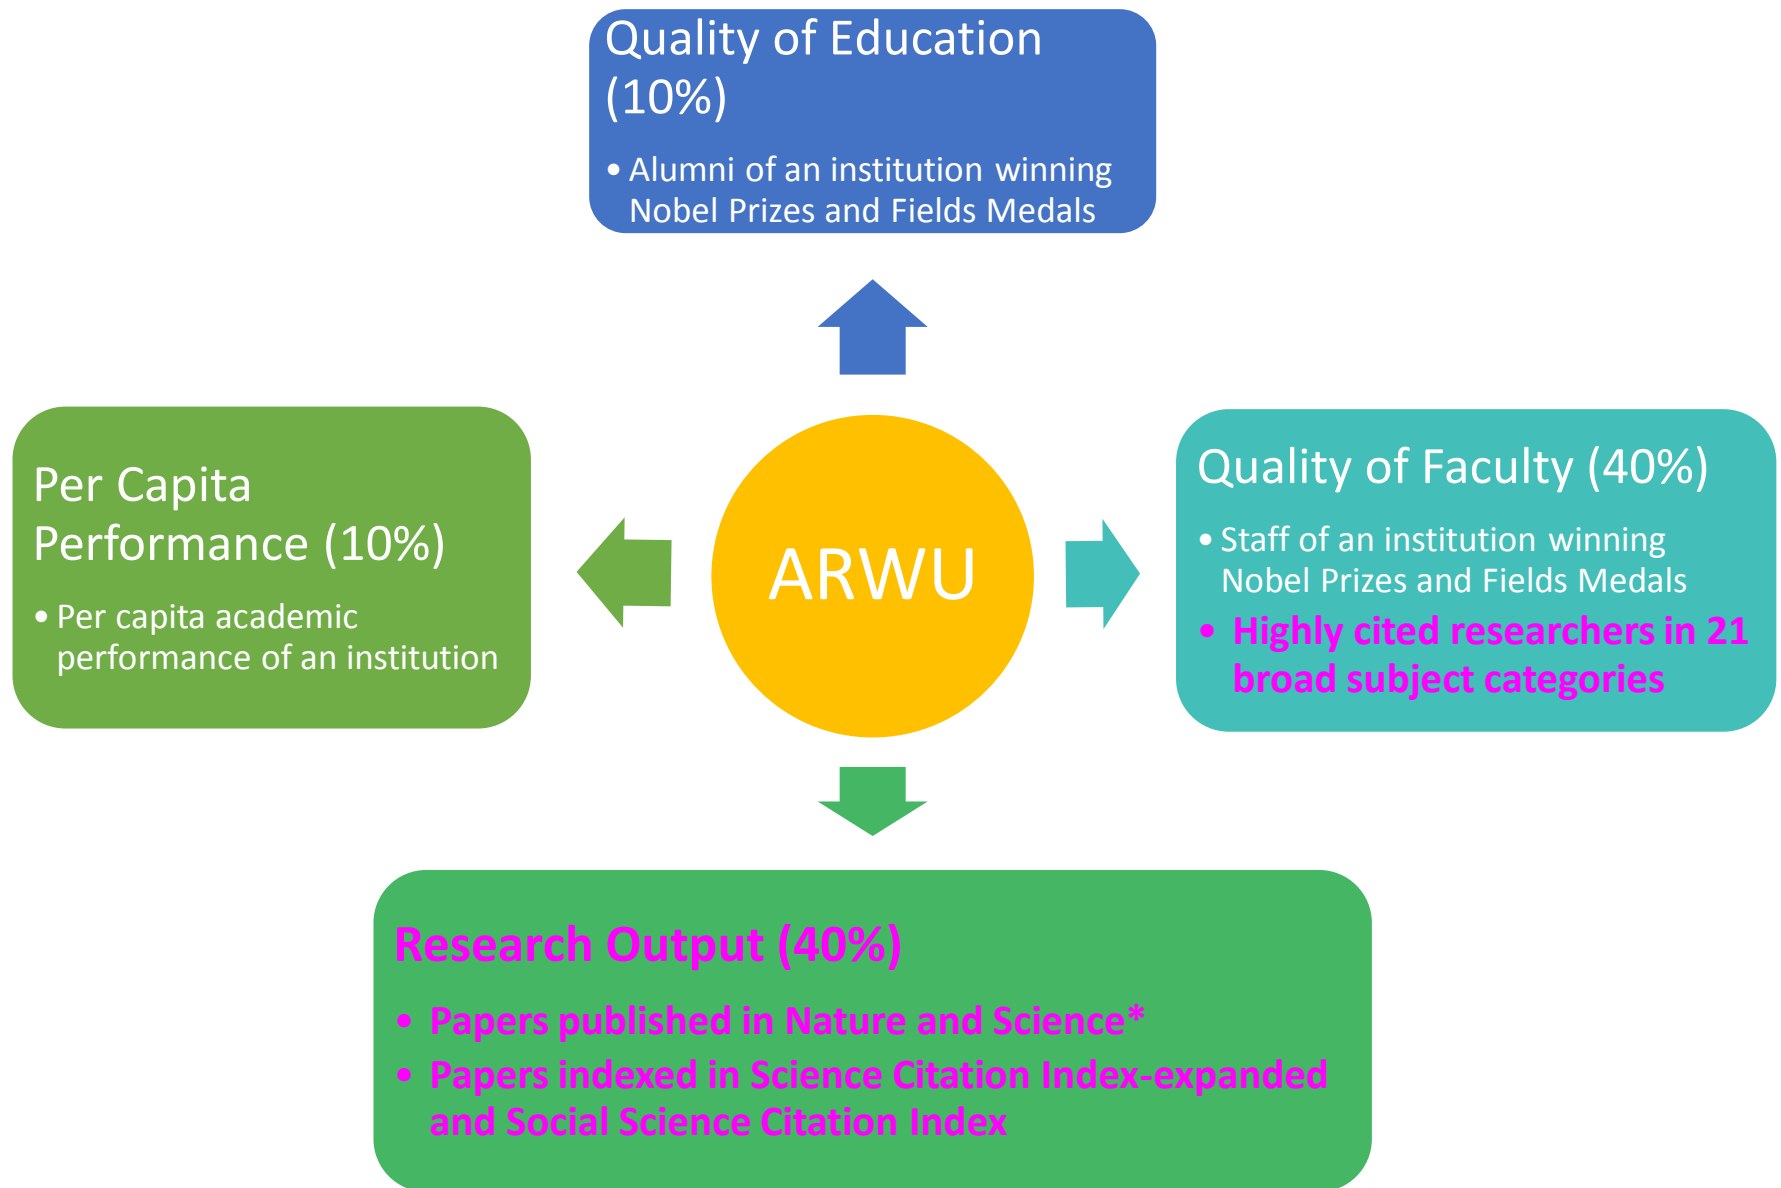 Quality of Education
(10%)
• Alumni of an institution winning
Nobel Prizes and Fields Medals
Per Capita
Performance (10%)
• Per capita academic
performance of an institution
ARWU
Quality of Faculty (40%)
• Staff of an institution winning
Nobel Prizes and Fields Medals
• Highly cited researchers in 21
broad subject categories
Research Output (40%)
• Papers published in Nature and Science*
• Papers indexed in Science Citation Index-expanded
and Social Science Citation Index